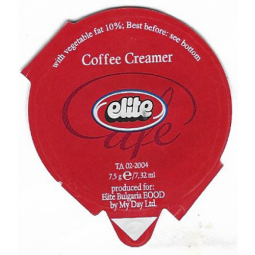 with vegetable fat 10%; Best before: see bottom
Coffee Creamer
elite
Cafe
TA 02-2004
7,5 g e/7,32 ml
produced for:
Elite Bulgaria EOOD
by My Day Ltd.